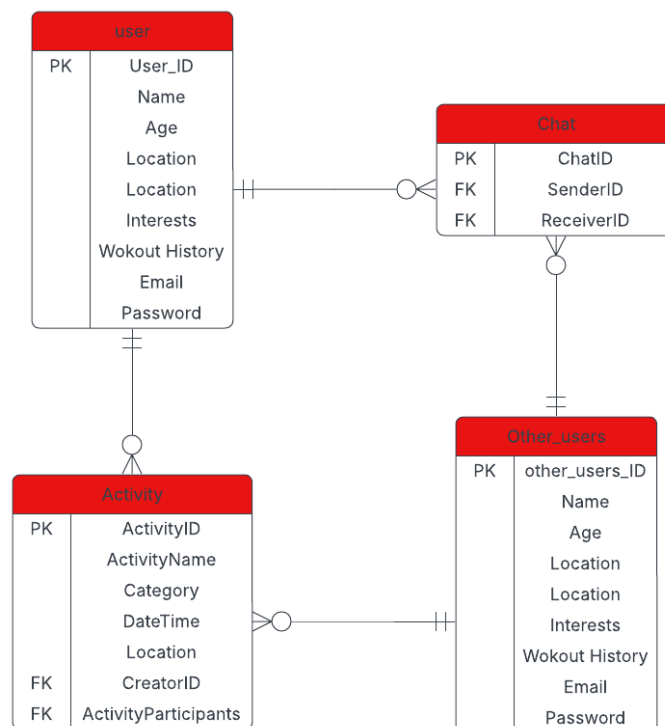 user
PK User_ID
Name
Age
Location
Location
Interests
Wokout History
Email
Password
Chat
PK ChatID
FK SenderID
FK ReceiverID
Activity
PK ActivityID
ActivityName
Category
DateTime
Location
FK CreatorID
FK ActivityParticipants
Other_users
PK other_users_ID
Name
Age
Location
Location
Interests
Wokout History
Email
Password